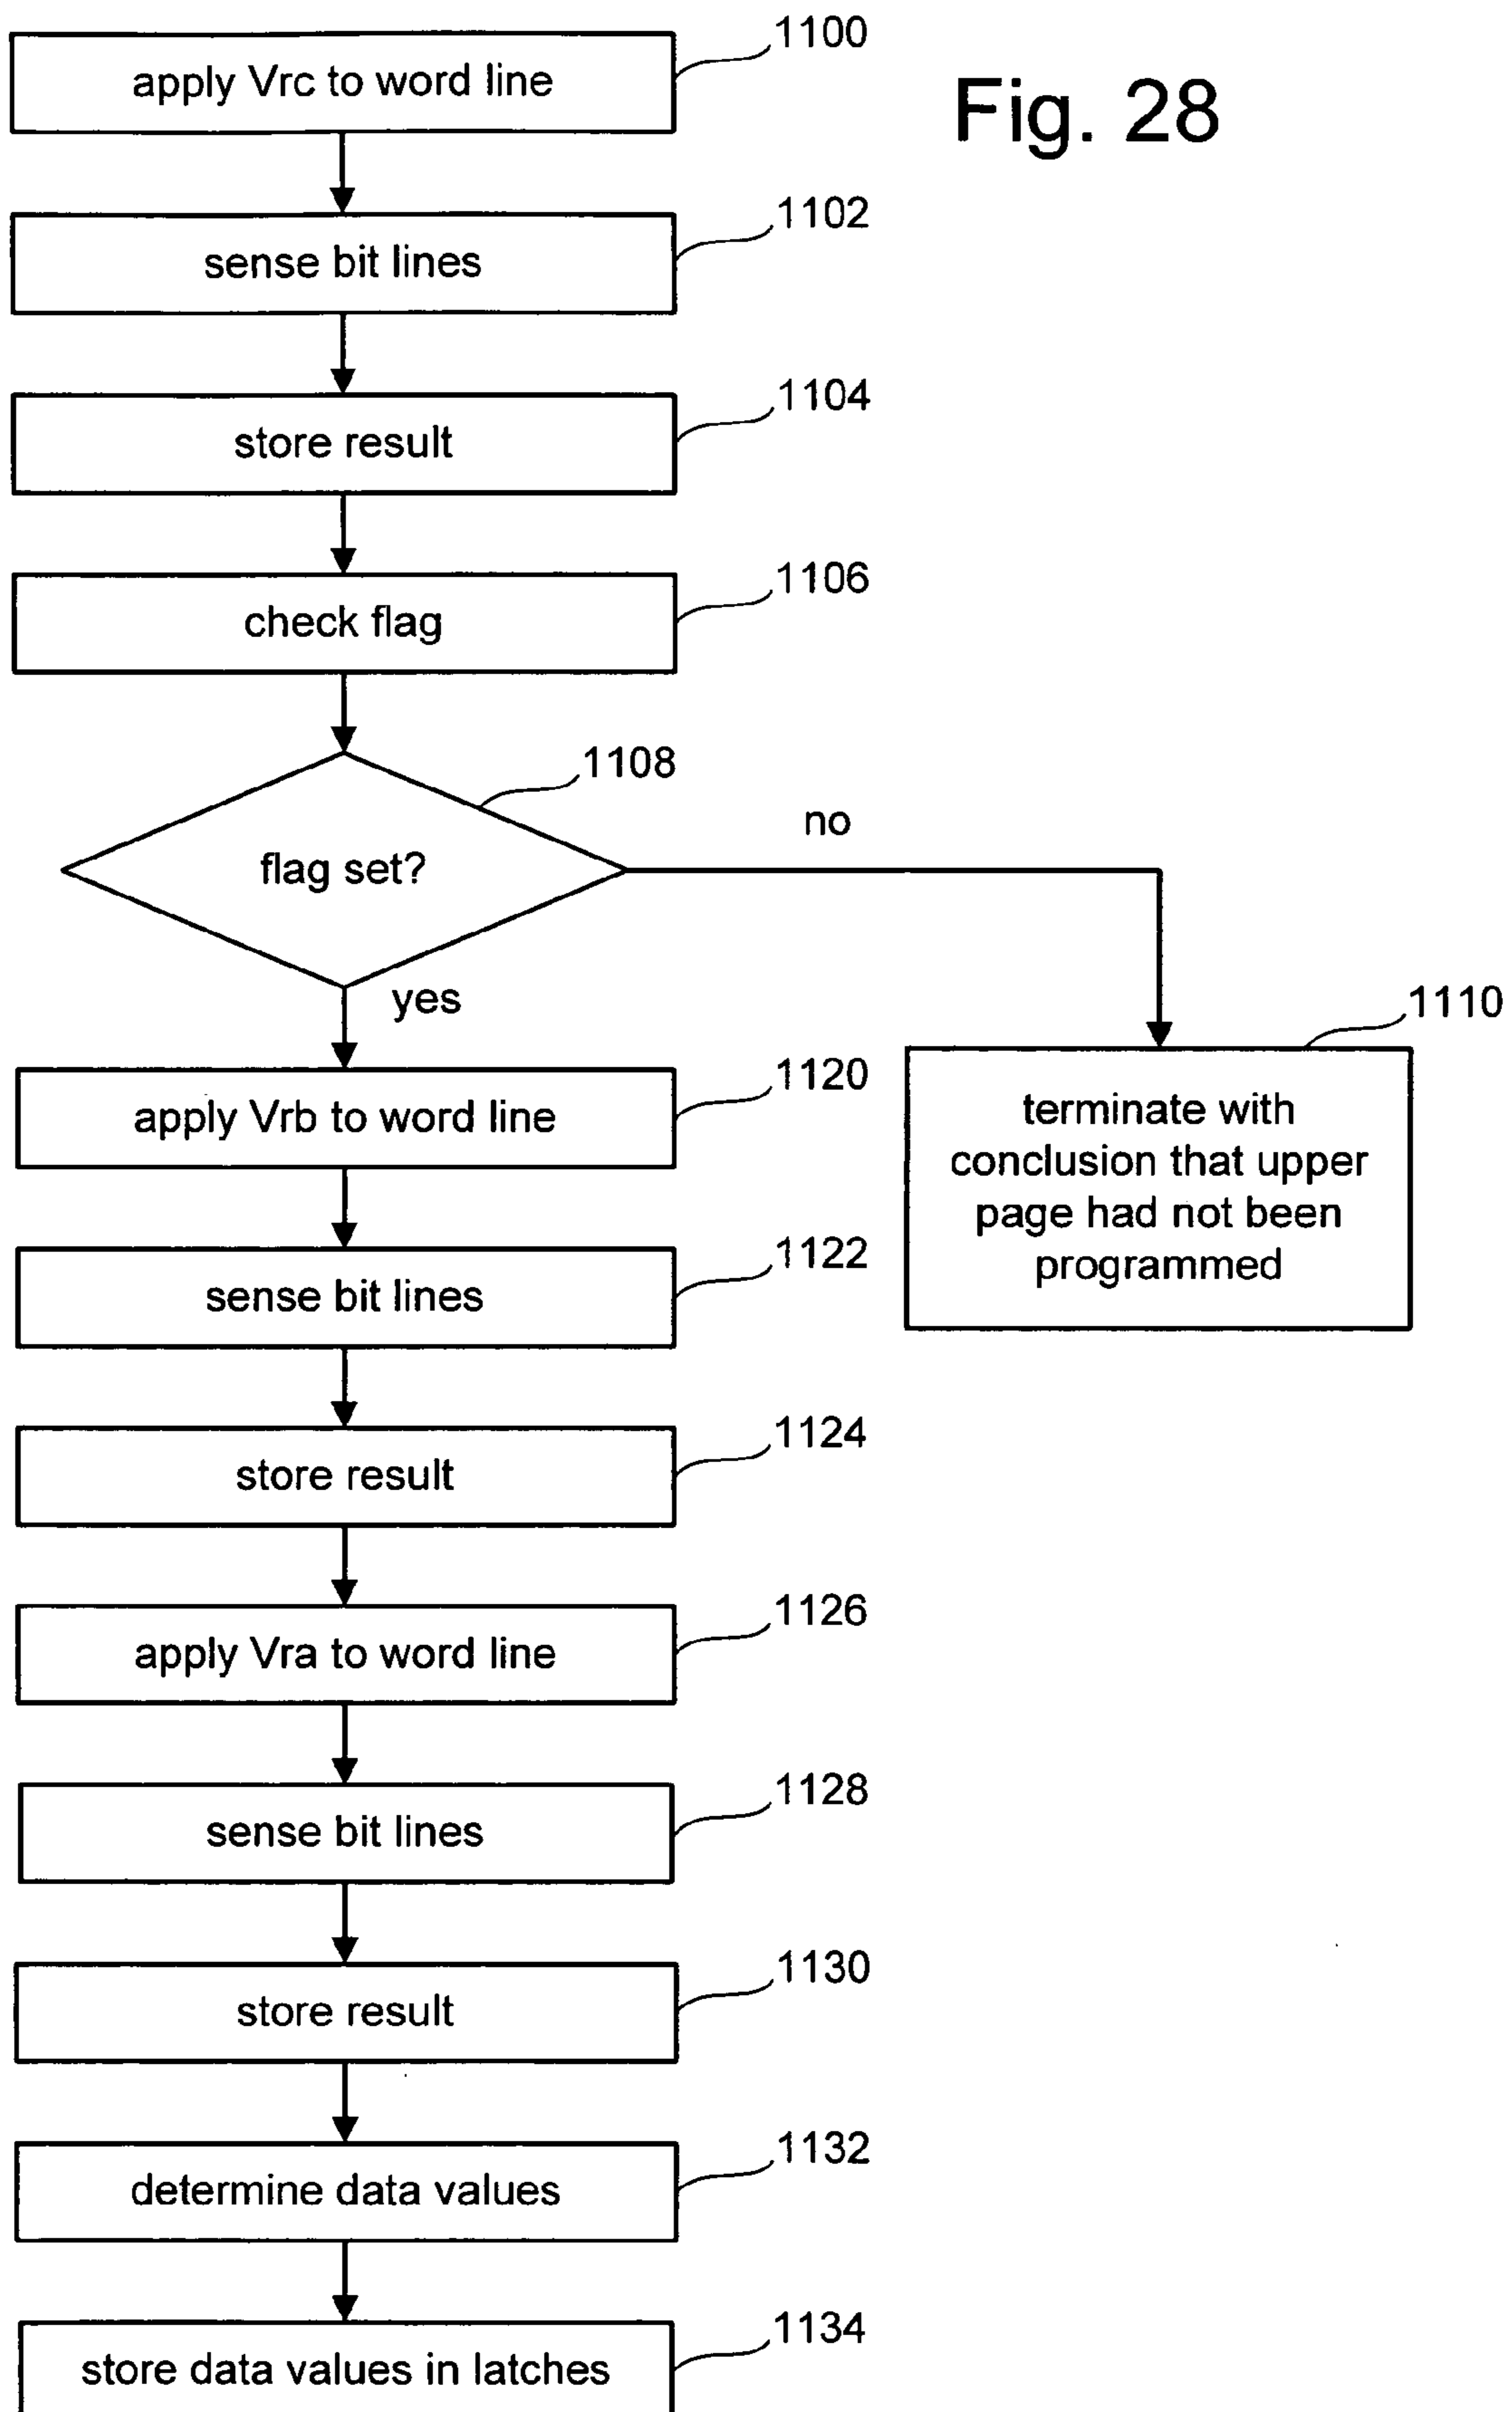 1100
apply Vrc to word line
Fig. 28
1102
sense bit lines
1104
store result
1106
check flag
1108
flag set?
no
yes
1110
terminate with
conclusion that upper
page had not been
programmed
1120
apply Vrb to word line
1122
sense bit lines
1124
store result
1126
apply Vra to word line
1128
sense bit lines
1130
store result
1132
determine data values
1134
store data values in latches